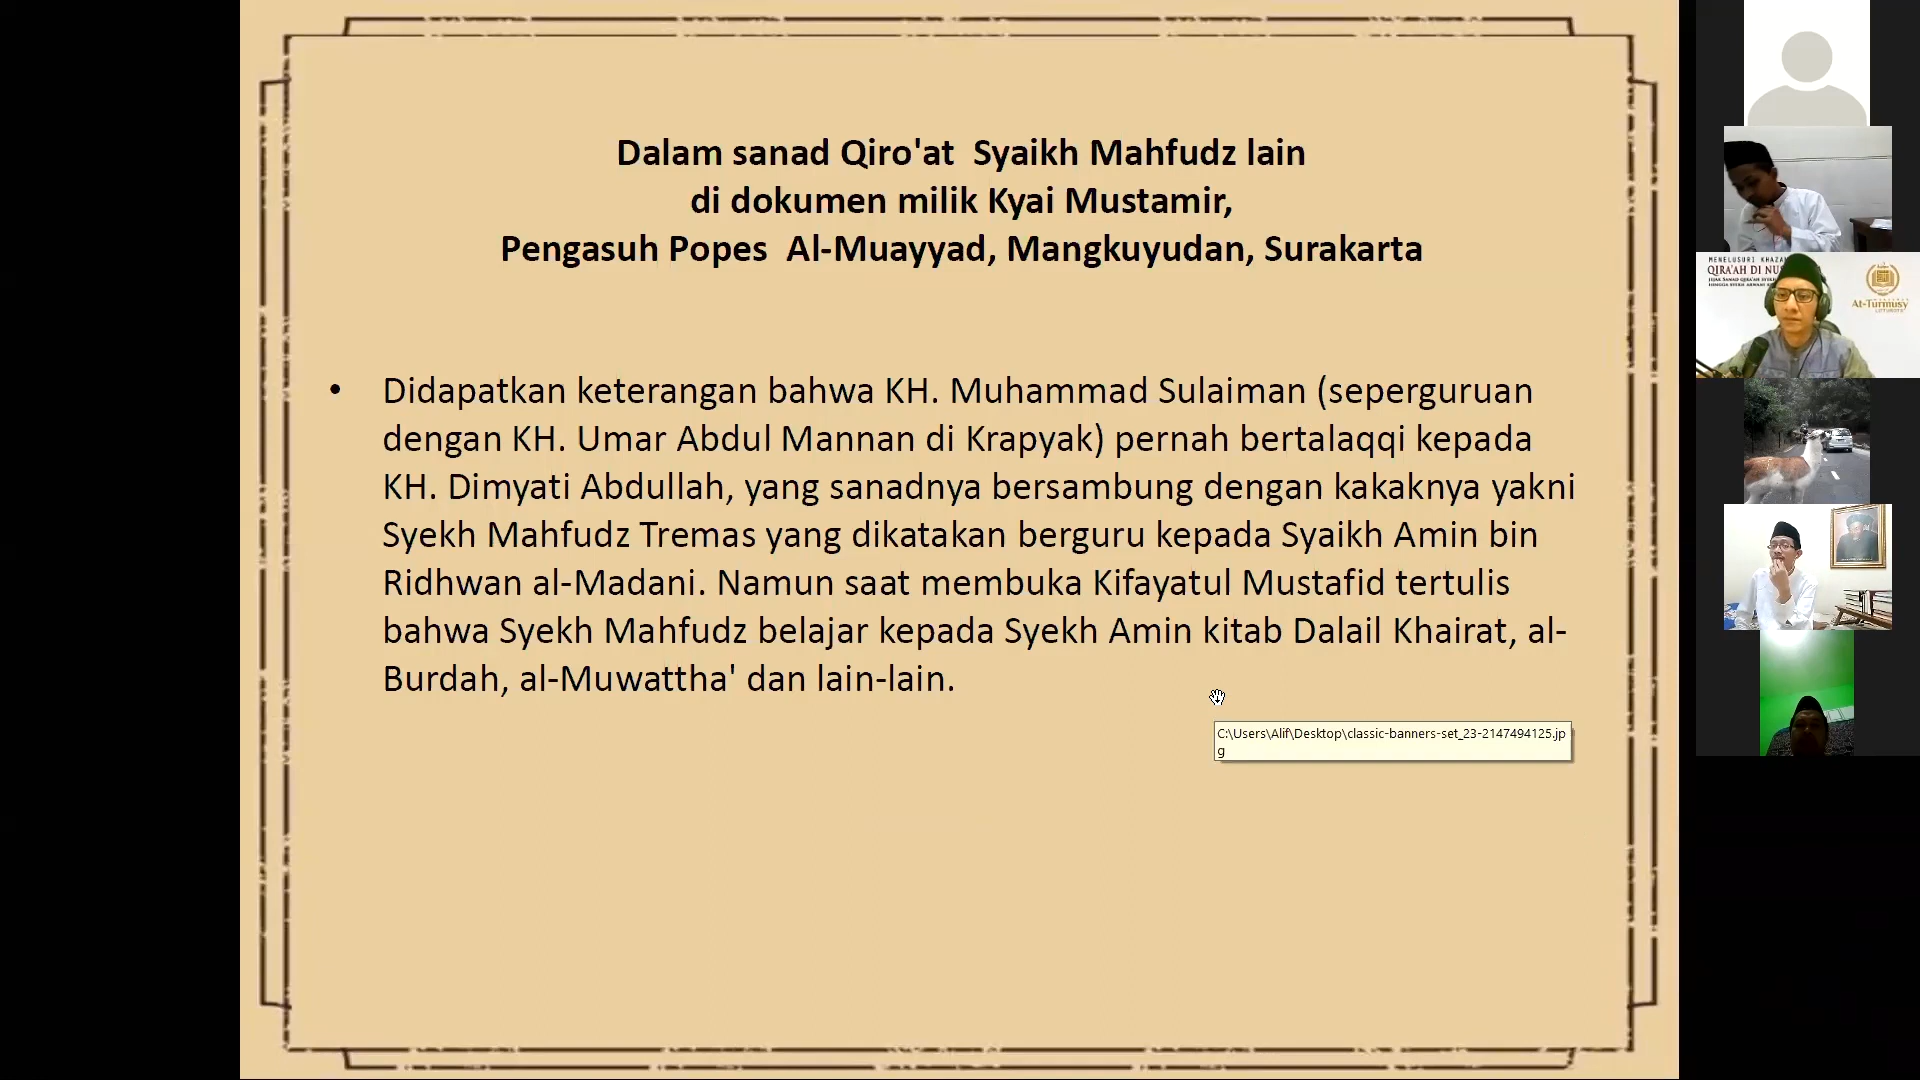 Dalam sanad Qiro'at  Syaikh Mahfudz lain
di dokumen milik Kyai Mustamir,
Pengasuh Popes  Al-Muayyad, Mangkuyudan, Surakarta
• Didapatkan keterangan bahwa KH. Muhammad Sulaiman (seperguruan
dengan KH. Umar Abdul Mannan di Krapyak) pernah bertalaqqi kepada
KH. Dimyati Abdullah, yang sanadnya bersambung dengan kakaknya yakni
Syekh Mahfudz Tremas yang dikatakan berguru kepada Syaikh Amin bin
Ridhwan al-Madani. Namun saat membuka Kifayatul Mustafid tertulis
bahwa Syekh Mahfudz belajar kepada Syekh Amin kitab Dalail Khairat, al-
Burdah, al-Muwattha' dan lain-lain.
C:\Users\Alif\Desktop\classic-banners-set_23-2147494125.jp
g
MENELUSURI KHAZAN
QIRA'AH DI NUS
At-Turmusy